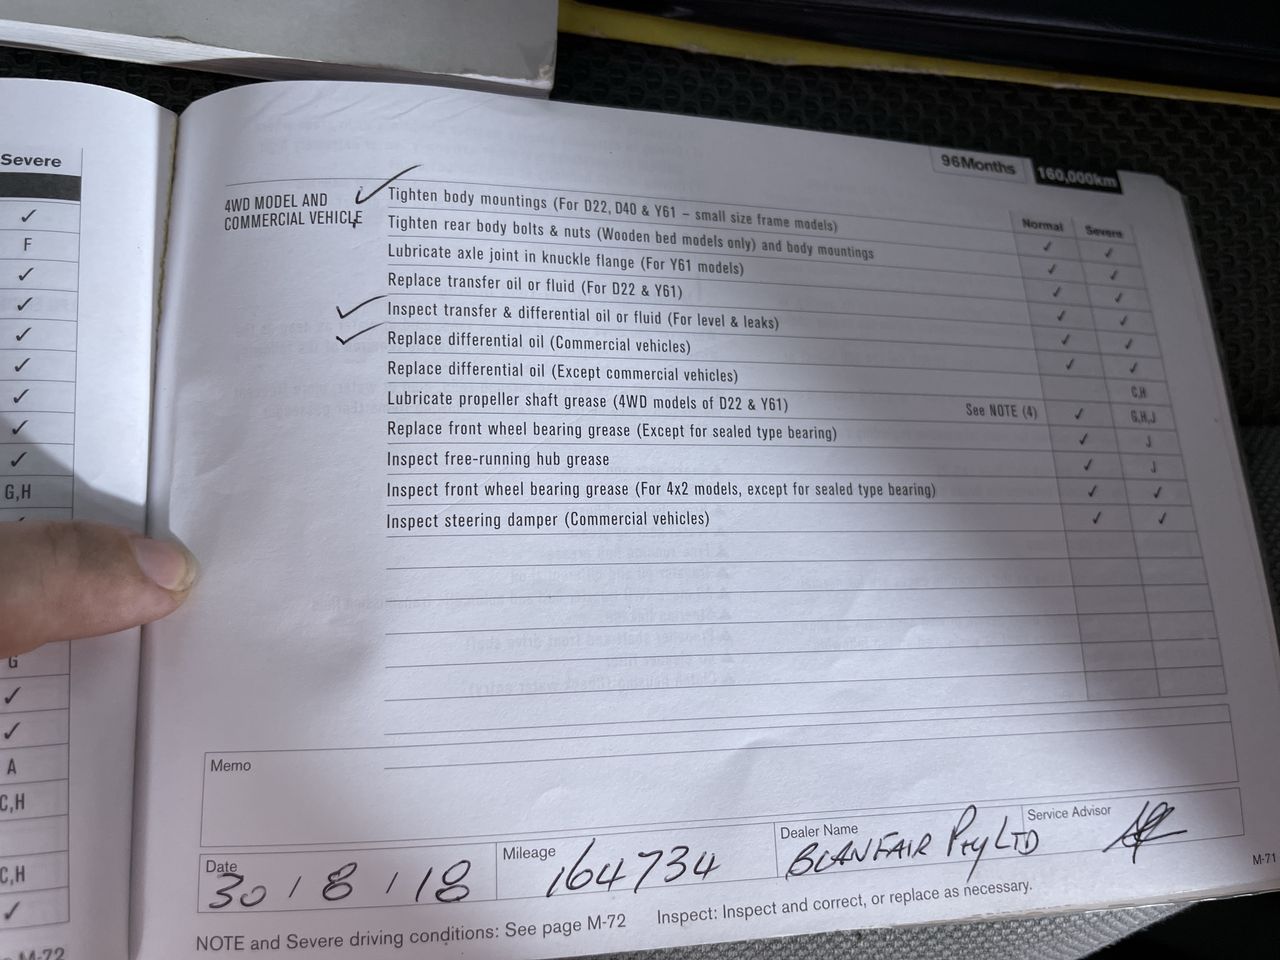 Severe
✓
F
✓
✓
✓
✓
✓
✓
✓
G,H
G
✓
✓
A
C,H
C,H
✓
M-72
96Months 160,000km
4WD MODEL AND
COMMERCIAL VEHICLE
Normal Severe
✓ Tighten body mountings (For D22, D40 & Y61 – small size frame models) ✓ ✓
Tighten rear body bolts & nuts (Wooden bed models only) and body mountings ✓ ✓
Lubricate axle joint in knuckle flange (For Y61 models) ✓ ✓
Replace transfer oil or fluid (For D22 & Y61) ✓ ✓
✓ Inspect transfer & differential oil or fluid (For level & leaks) ✓ ✓
✓ Replace differential oil (Commercial vehicles) ✓ ✓
Replace differential oil (Except commercial vehicles) C,H
Lubricate propeller shaft grease (4WD models of D22 & Y61) See NOTE (4) ✓ G,H,J
Replace front wheel bearing grease (Except for sealed type bearing) ✓ J
Inspect free-running hub grease ✓ J
Inspect front wheel bearing grease (For 4x2 models, except for sealed type bearing) ✓ ✓
Inspect steering damper (Commercial vehicles) ✓ ✓
Memo
Date 30 / 8 / 18
Mileage 164734
Dealer Name BLANFAIR Pty LTD
Service Advisor
M-71
NOTE and Severe driving conditions: See page M-72 Inspect: Inspect and correct, or replace as necessary.